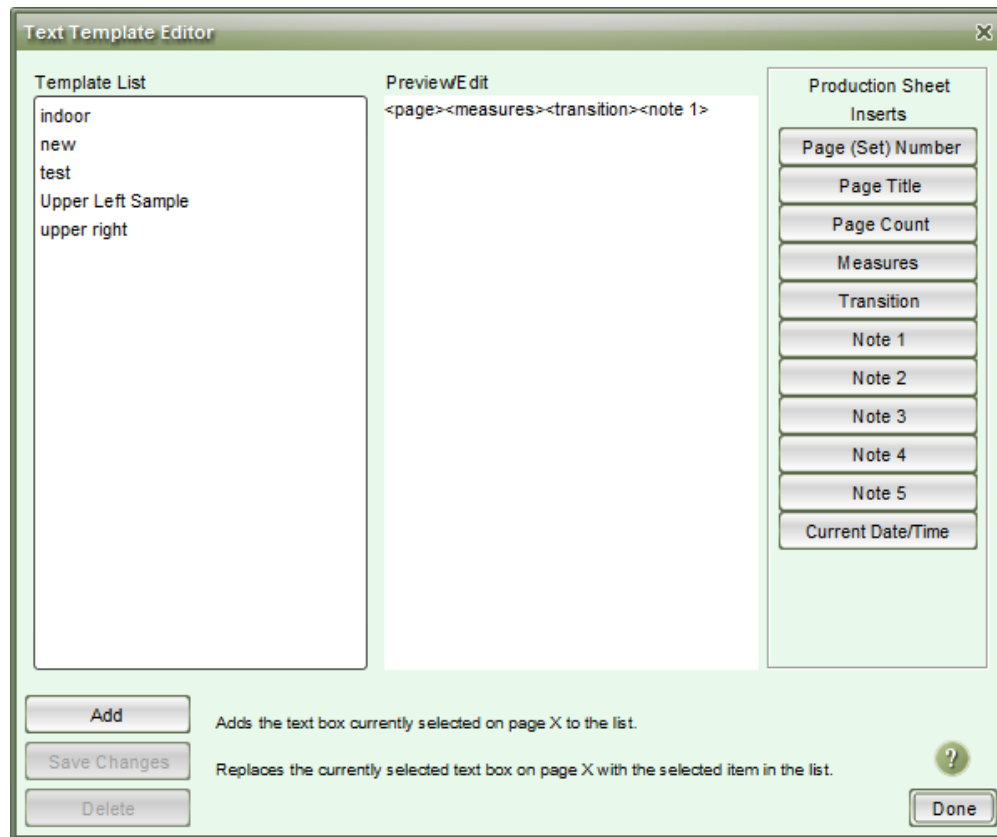 Text Template Editor
Template List
indoor
new
test
Upper Left Sample
upper right
Preview/Edit
<page><measures><transition><note 1>
Production Sheet
Inserts
Page (Set) Number
Page Title
Page Count
Measures
Transition
Note 1
Note 2
Note 3
Note 4
Note 5
Current Date/Time
Add
Adds the text box currently selected on page X to the list.
Save Changes
Replaces the currently selected text box on page X with the selected item in the list.
Delete
?
Done